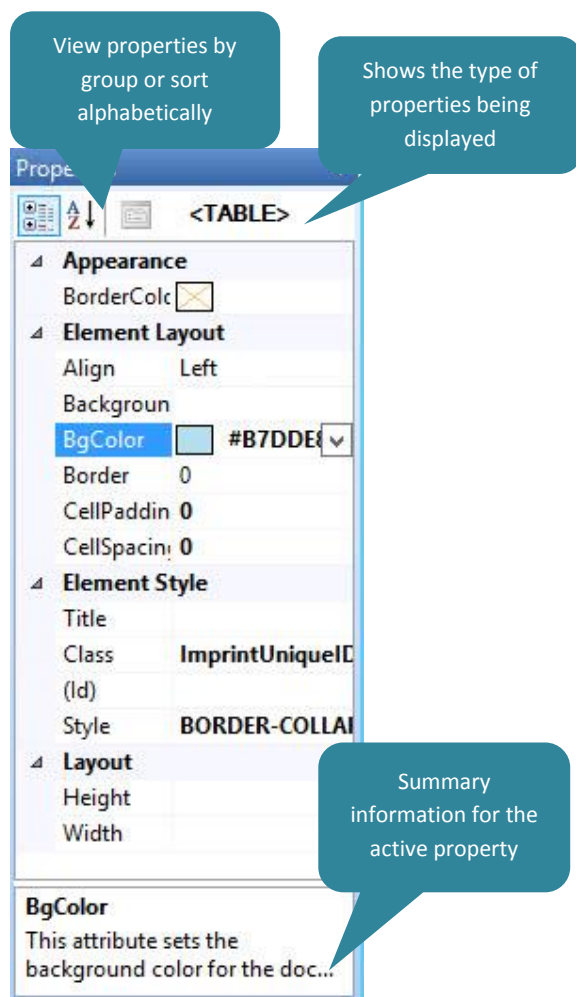 View properties by
group or sort
alphabetically
Shows the type of
properties being
displayed
Prope
A
Z
<TABLE>
Appearance
BorderColo
Element Layout
Align Left
Backgroun
BgColor #B7DDE8
Border 0
CellPaddin 0
CellSpacin 0
Element Style
Title
Class ImprintUniqueID
(Id)
Style BORDER-COLLAP
Layout
Height
Width
Summary
information for the
active property
BgColor
This attribute sets the
background color for the doc...